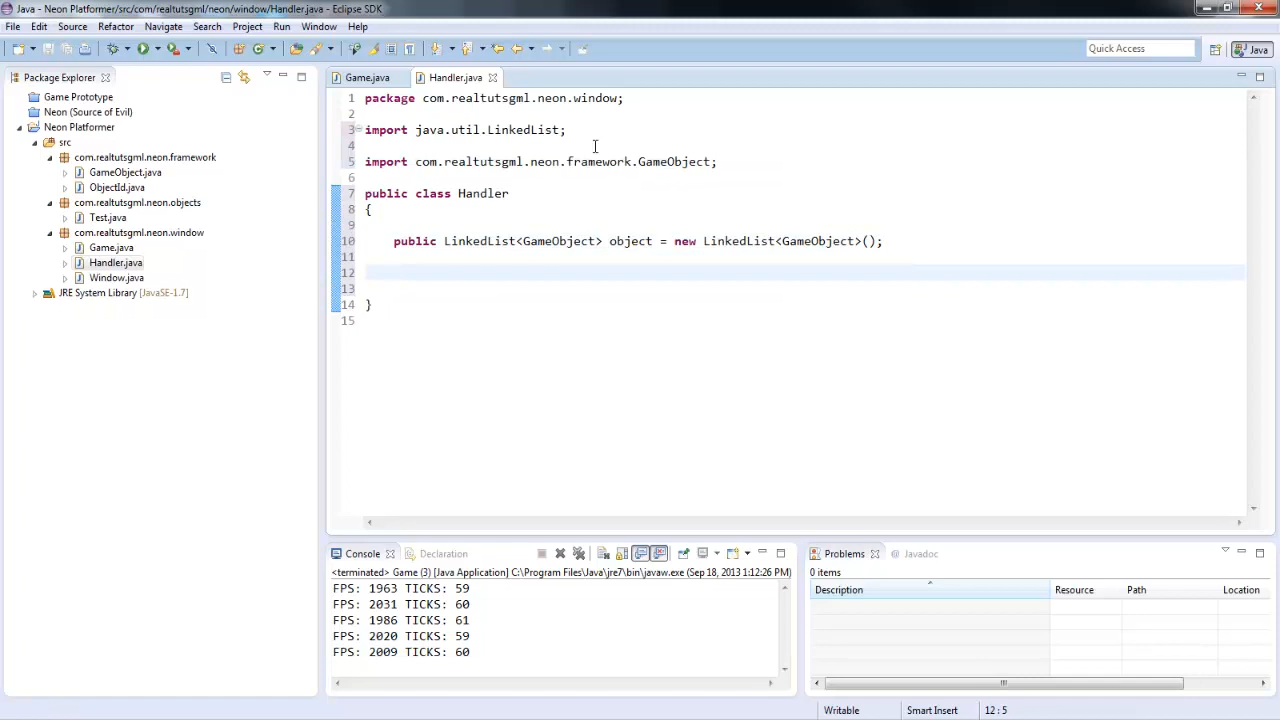 Java - Neon Platformer/src/com/realtutsgml/neon/window/Handler.java - Eclipse SDK
File Edit Source Refactor Navigate Search Project Run Window Help
Quick Access
Java
Package Explorer
Game Prototype
Neon (Source of Evil)
Neon Platformer
src
com.realtutsgml.neon.framework
GameObject.java
ObjectId.java
com.realtutsgml.neon.objects
Test.java
com.realtutsgml.neon.window
Game.java
Handler.java
Window.java
JRE System Library [JavaSE-1.7]
Game.java Handler.java
1 package com.realtutsgml.neon.window;
2
3 import java.util.LinkedList;
4
5 import com.realtutsgml.neon.framework.GameObject;
6
7 public class Handler
8 {
9
10 public LinkedList<GameObject> object = new LinkedList<GameObject>();
11
12
13
14 }
15
Console Declaration
<terminated> Game (3) [Java Application] C:\Program Files\Java\jre7\bin\javaw.exe (Sep 18, 2013 1:12:26 PM)
FPS: 1963 TICKS: 59
FPS: 2031 TICKS: 60
FPS: 1986 TICKS: 61
FPS: 2020 TICKS: 59
FPS: 2009 TICKS: 60
Problems Javadoc
0 items
Description Resource Path Location
Writable Smart Insert 12 : 5